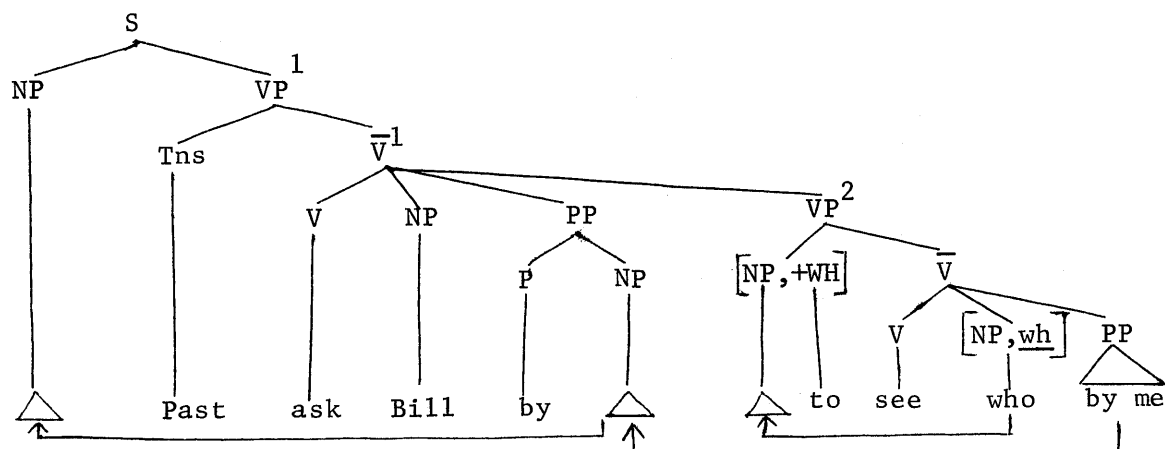 S
NP VP¹
Tns V̅¹
V NP PP VP²
P NP [NP,+WH] V̅
V [NP,wh] PP
Past ask Bill by to see who by me